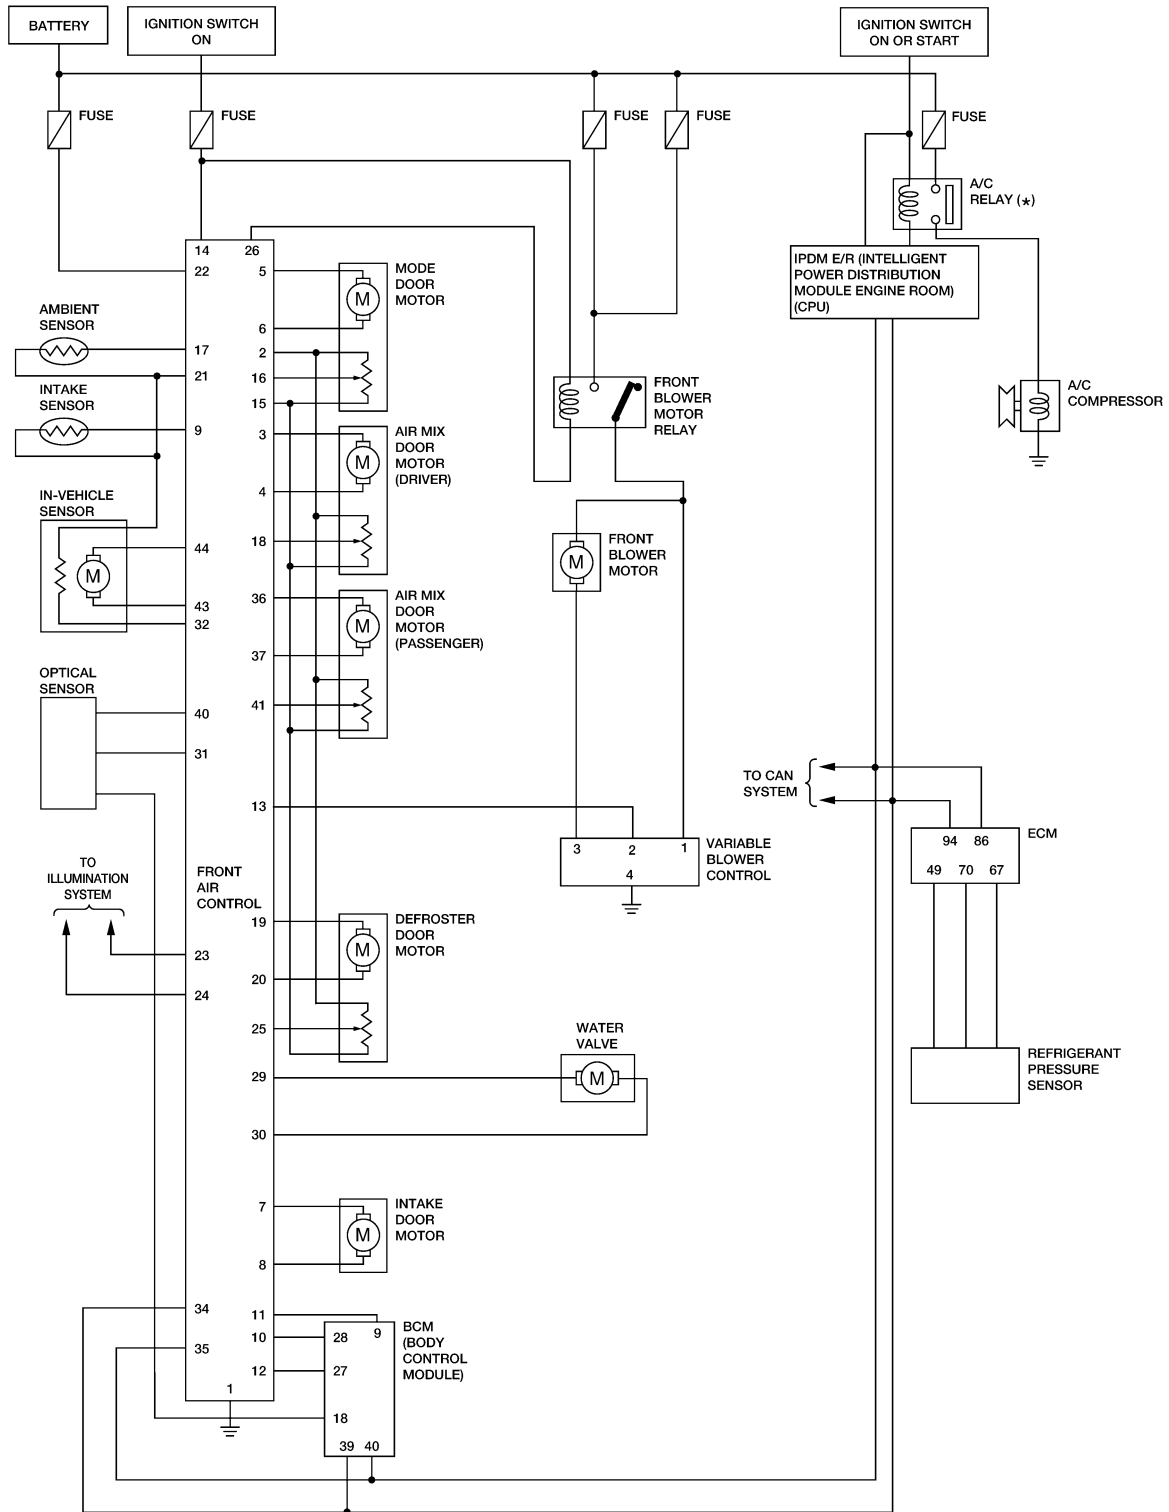 BATTERY
IGNITION SWITCH
ON
IGNITION SWITCH
ON OR START
FUSE
FUSE
FUSE
FUSE
FUSE
A/C
RELAY (*)
IPDM E/R (INTELLIGENT
POWER DISTRIBUTION
MODULE ENGINE ROOM)
(CPU)
A/C
COMPRESSOR
14
26
22
5
MODE
DOOR
MOTOR
M
6
AMBIENT
SENSOR
17
2
21
16
INTAKE
SENSOR
15
9
3
AIR MIX
DOOR
MOTOR
(DRIVER)
M
4
FRONT
BLOWER
MOTOR
RELAY
IN-VEHICLE
SENSOR
M
44
18
43
32
FRONT
BLOWER
MOTOR
M
36
AIR MIX
DOOR
MOTOR
(PASSENGER)
M
37
OPTICAL
SENSOR
40
41
31
13
TO CAN
SYSTEM
3
2
1
4
VARIABLE
BLOWER
CONTROL
94
86
ECM
49
70
67
TO
ILLUMINATION
SYSTEM
FRONT
AIR
CONTROL
19
DEFROSTER
DOOR
MOTOR
M
23
20
24
25
WATER
VALVE
M
29
30
REFRIGERANT
PRESSURE
SENSOR
7
INTAKE
DOOR
MOTOR
M
8
34
11
35
10
12
1
9
28
27
18
39
40
BCM
(BODY
CONTROL
MODULE)